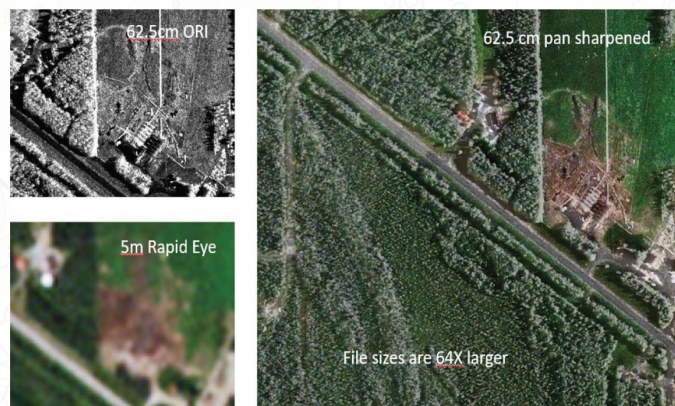 62.5cm ORI
62.5 cm pan sharpened
5m Rapid Eye
File sizes are 64X larger